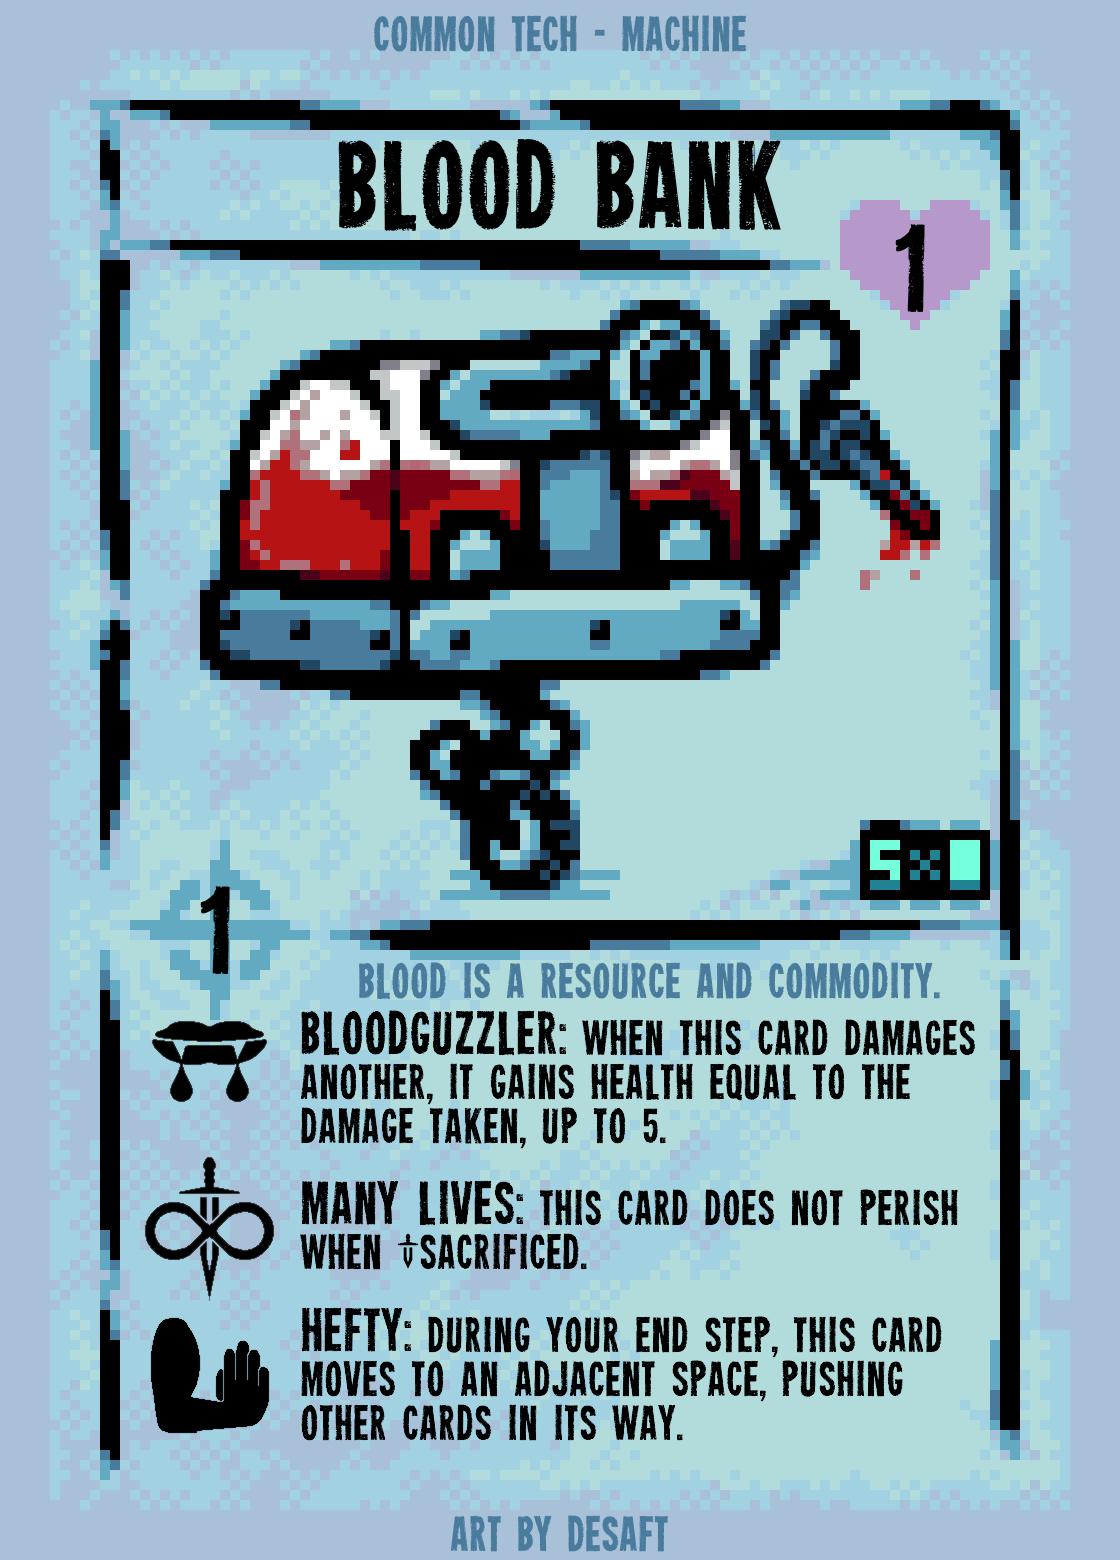 COMMON TECH - MACHINE
BLOOD BANK
1
5X
1
BLOOD IS A RESOURCE AND COMMODITY.
BLOODGUZZLER: WHEN THIS CARD DAMAGES
ANOTHER, IT GAINS HEALTH EQUAL TO THE
DAMAGE TAKEN, UP TO 5.
MANY LIVES: THIS CARD DOES NOT PERISH
WHEN SACRIFICED.
HEFTY: DURING YOUR END STEP, THIS CARD
MOVES TO AN ADJACENT SPACE, PUSHING
OTHER CARDS IN ITS WAY.
ART BY DESAFT